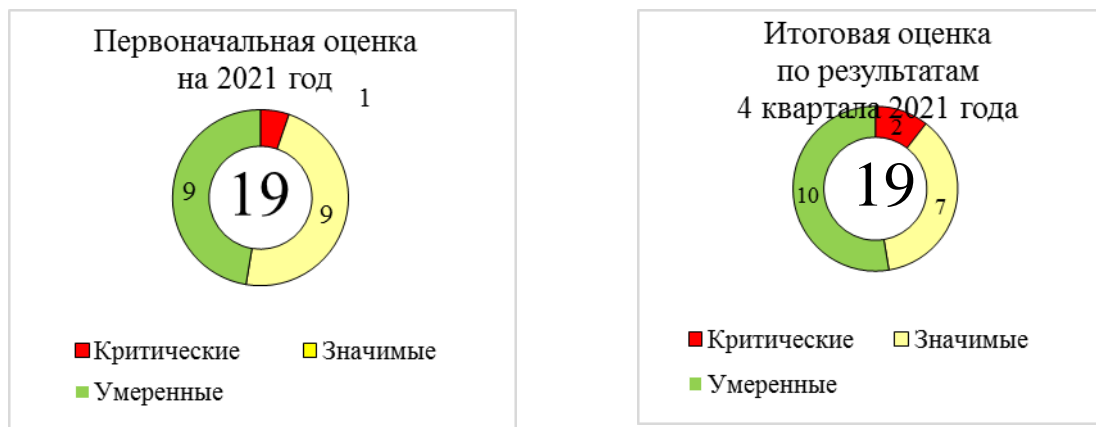 Первоначальная оценка
на 2021 год
1
9
19
9
Критические
Значимые
Умеренные
Итоговая оценка
по результатам
4 квартала 2021 года
2
10
19
7
Критические
Значимые
Умеренные